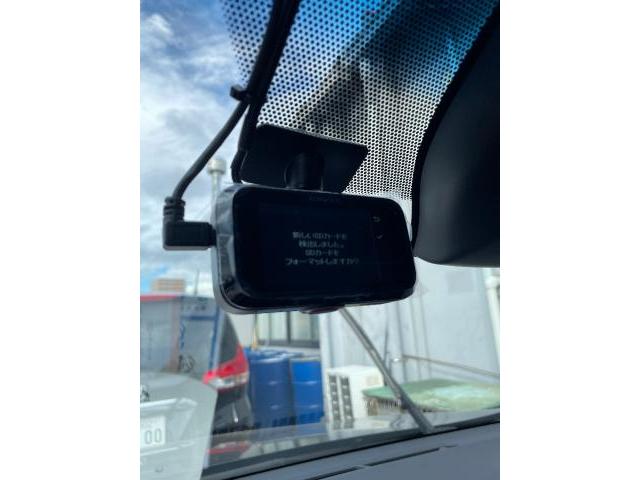 新しいSDカードを
検出しました。
SDカードを
フォーマットしますか?
00